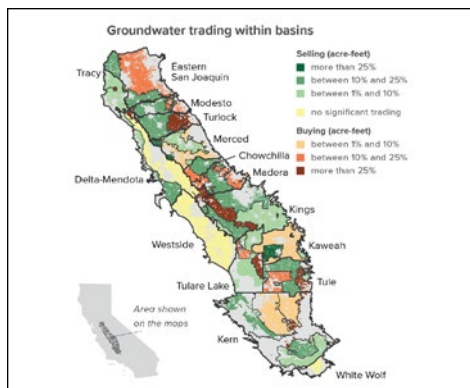 Groundwater trading within basins
Selling (acre-feet)
more than 25%
between 10% and 25%
between 1% and 10%
no significant trading
Buying (acre-feet)
between 1% and 10%
between 10% and 25%
more than 25%
Tracy
Eastern
San Joaquin
Modesto
Turlock
Merced
Chowchilla
Madera
Delta-Mendota
Kings
Westside
Kaweah
Tulare Lake
Tule
Area shown
on the maps
Kern
White Wolf